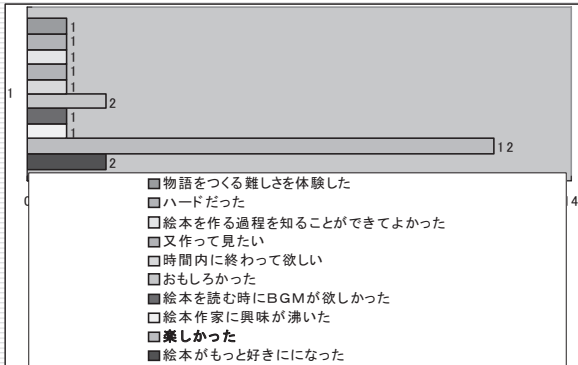 1
1
1
1
1
1
2
1
1
12
2
0
14
物語をつくる難しさを体験した
ハードだった
絵本を作る過程を知ることができてよかった
又作って見たい
時間内に終わって欲しい
おもしろかった
絵本を読む時にBGMが欲しかった
絵本作家に興味が沸いた
楽しかった
絵本がもっと好きにになった